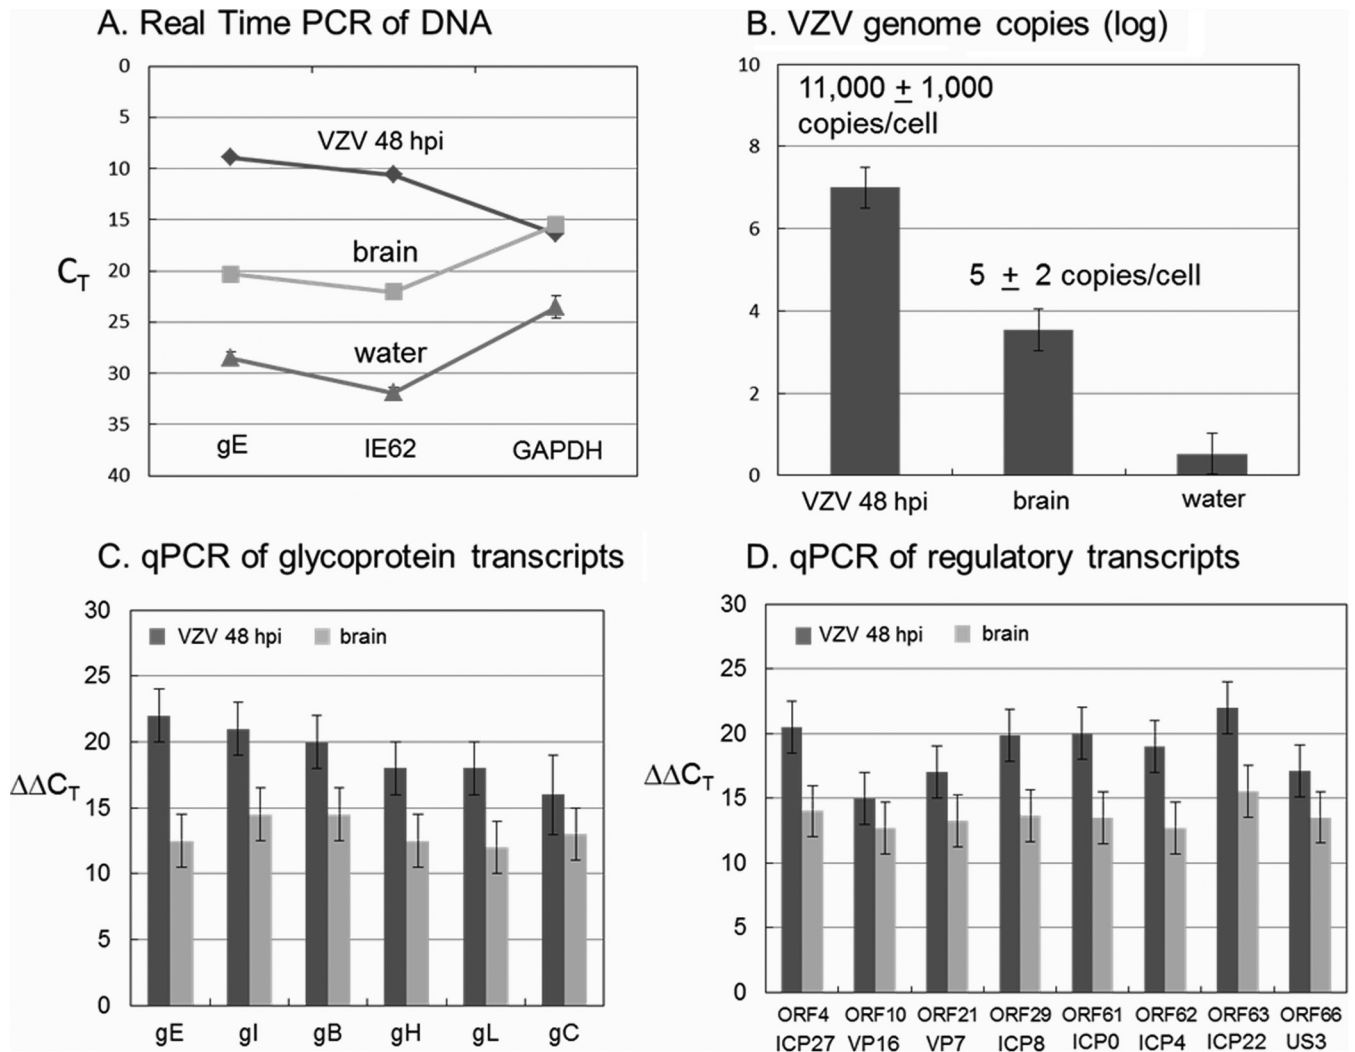 A. Real Time PCR of DNA
0
5
10
15
20
25
30
35
40
CT
VZV 48 hpi
brain
water
gE IE62 GAPDH
B. VZV genome copies (log)
10
8
6
4
2
0
11,000 ± 1,000
copies/cell
5 ± 2 copies/cell
VZV 48 hpi brain water
C. qPCR of glycoprotein transcripts
30
25
20
15
10
5
0
ΔΔCT
VZV 48 hpi brain
gE gI gB gH gL gC
D. qPCR of regulatory transcripts
30
25
20
15
10
5
0
ΔΔCT
VZV 48 hpi brain
ORF4 ORF10 ORF21 ORF29 ORF61 ORF62 ORF63 ORF66
ICP27 VP16 VP7 ICP8 ICP0 ICP4 ICP22 US3